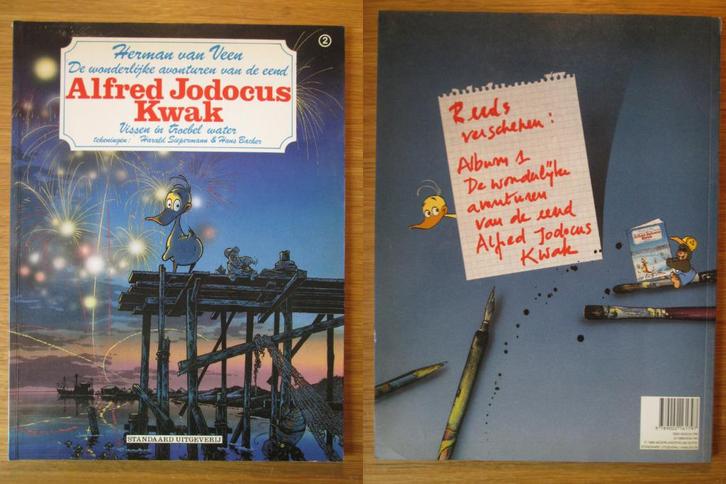 2
Herman van Veen
De wonderlijke avonturen van de eend
Alfred Jodocus
Kwak
Vissen in troebel water
tekeningen: Harald Siepermann & Hans Bacher
STANDAARD UITGEVERIJ
Reeds
verschenen:
Album 1
De wonderlijke
avonturen
van de eend
Alfred Jodocus
Kwak